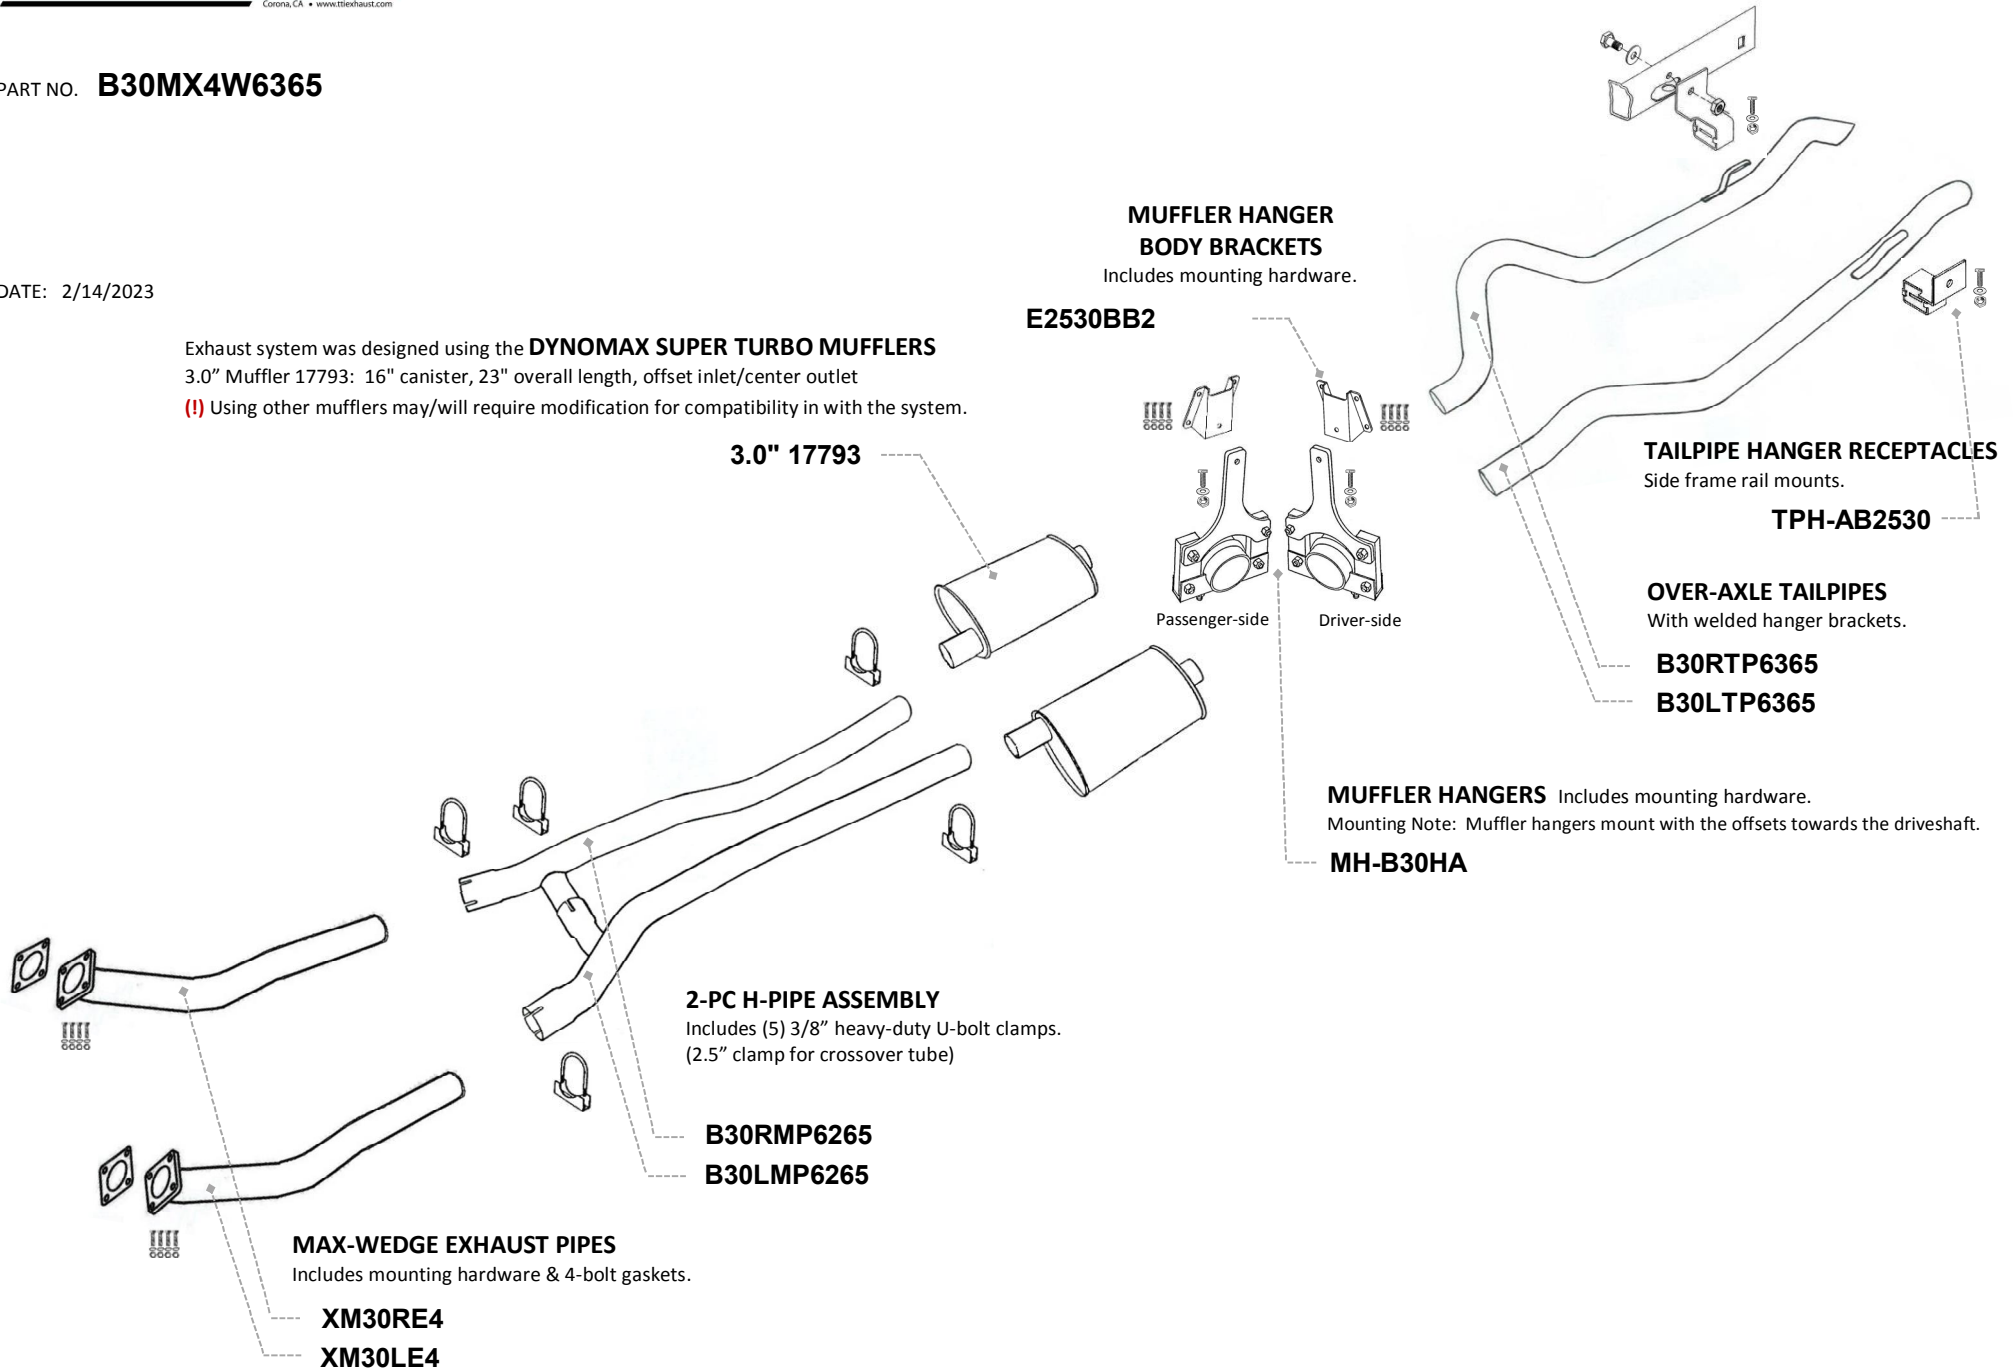 Corona, CA • www.ttiexhaust.com
PART NO. B30MX4W6365
DATE: 2/14/2023
MUFFLER HANGER
BODY BRACKETS
Includes mounting hardware.
E2530BB2
Exhaust system was designed using the DYNOMAX SUPER TURBO MUFFLERS
3.0” Muffler 17793: 16" canister, 23" overall length, offset inlet/center outlet
(!) Using other mufflers may/will require modification for compatibility in with the system.
3.0" 17793
TAILPIPE HANGER RECEPTACLES
Side frame rail mounts.
TPH-AB2530
Passenger-side
Driver-side
OVER-AXLE TAILPIPES
With welded hanger brackets.
B30RTP6365
B30LTP6365
MUFFLER HANGERS Includes mounting hardware.
Mounting Note: Muffler hangers mount with the offsets towards the driveshaft.
MH-B30HA
2-PC H-PIPE ASSEMBLY
Includes (5) 3/8” heavy-duty U-bolt clamps.
(2.5” clamp for crossover tube)
B30RMP6265
B30LMP6265
MAX-WEDGE EXHAUST PIPES
Includes mounting hardware & 4-bolt gaskets.
XM30RE4
XM30LE4